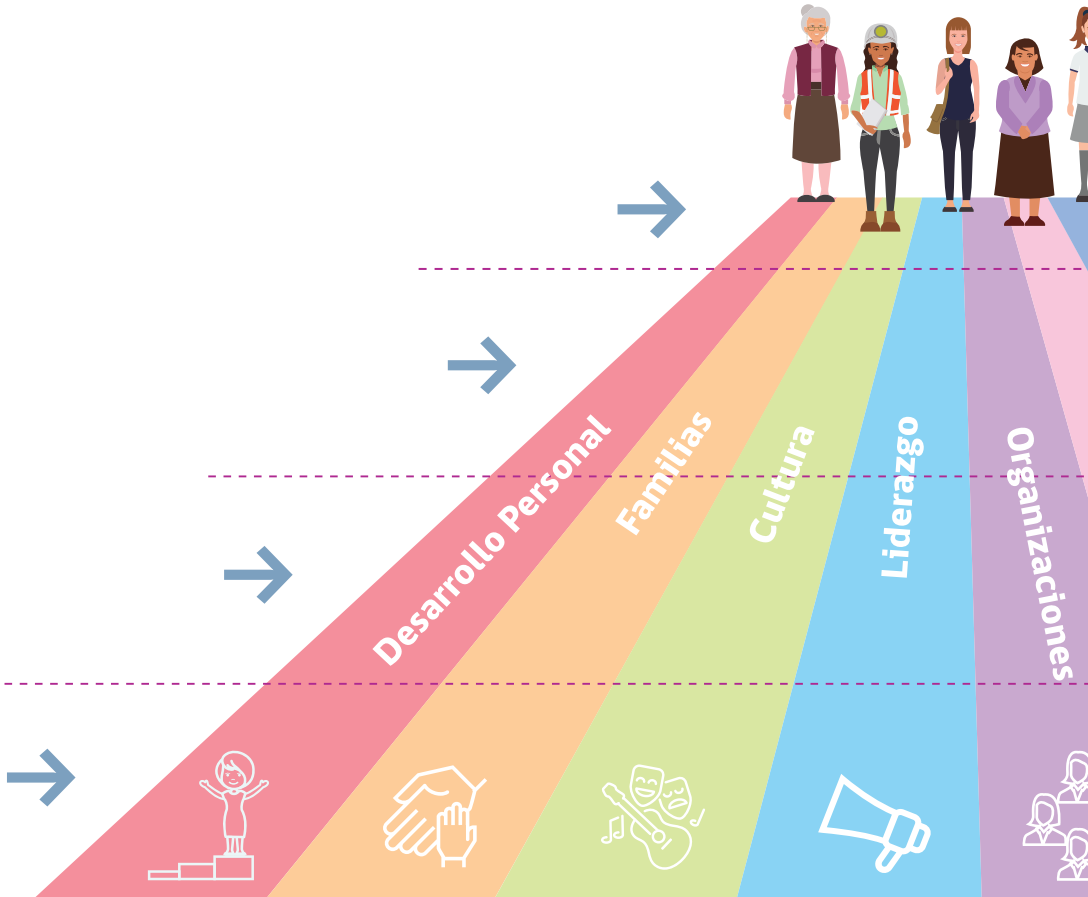 Desarrollo Personal
Familias
Cultura
Liderazgo
Organizaciones